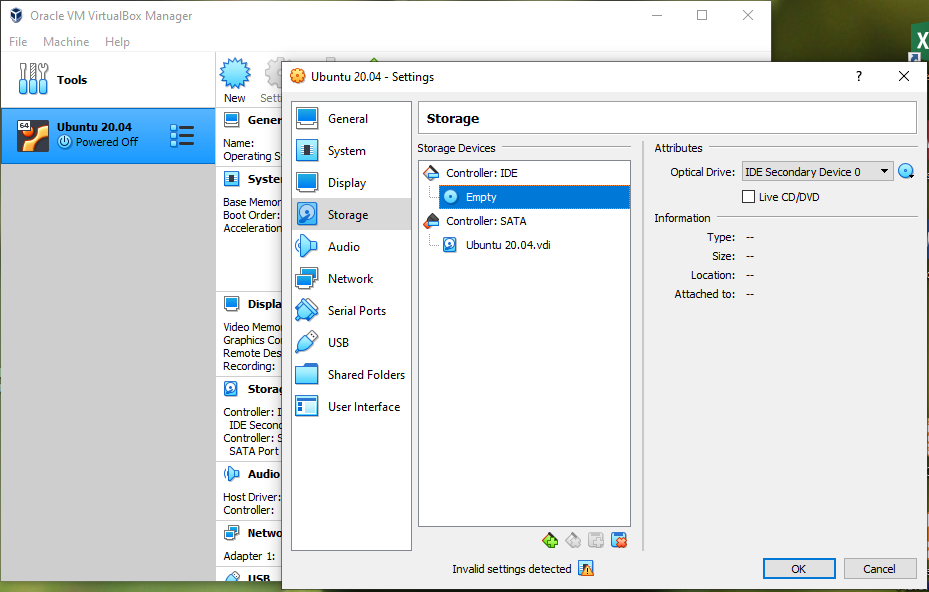 Oracle VM VirtualBox Manager
File Machine Help
Tools
New
Sett
64
Ubuntu 20.04
Powered Off
Gener
Name:
Operating S
Syste
Base Memor
Boot Order:
Acceleration
Displa
Video Memo
Graphics Co
Remote Des
Recording:
Storag
Controller: I
IDE Second
Controller: S
SATA Port
Audio
Host Driver:
Controller:
Netwo
Adapter 1:
USB
Ubuntu 20.04 - Settings
?
General
System
Display
Storage
Audio
Network
Serial Ports
USB
Shared Folders
User Interface
Storage
Storage Devices
Controller: IDE
Empty
Controller: SATA
Ubuntu 20.04.vdi
Attributes
Optical Drive: IDE Secondary Device 0
Live CD/DVD
Information
Type: --
Size: --
Location: --
Attached to: --
Invalid settings detected
OK Cancel
X